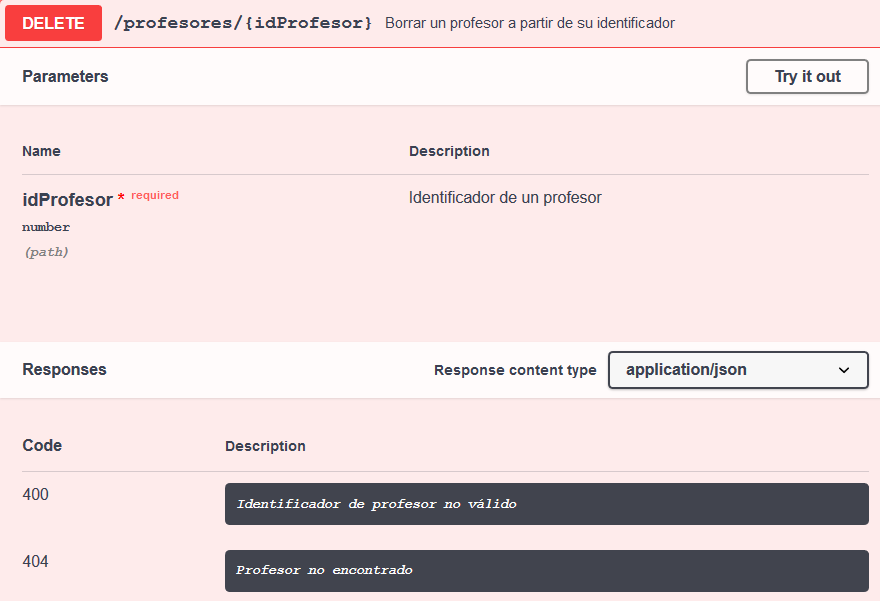 DELETE /profesores/{idProfesor} Borrar un profesor a partir de su identificador
Parameters Try it out
Name Description
idProfesor * required Identificador de un profesor
number
(path)
Responses Response content type application/json
Code Description
400 Identificador de profesor no válido
404 Profesor no encontrado